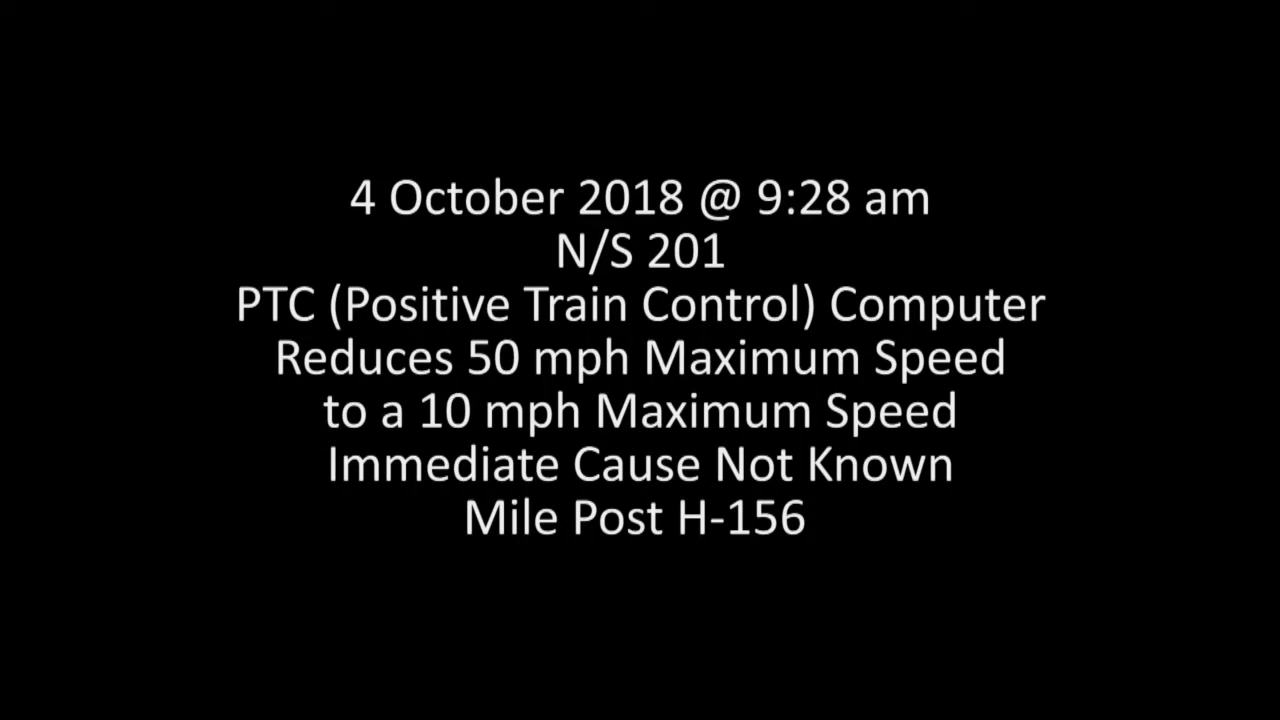 4 October 2018 @ 9:28 am
N/S 201
PTC (Positive Train Control) Computer
Reduces 50 mph Maximum Speed
to a 10 mph Maximum Speed
Immediate Cause Not Known
Mile Post H-156